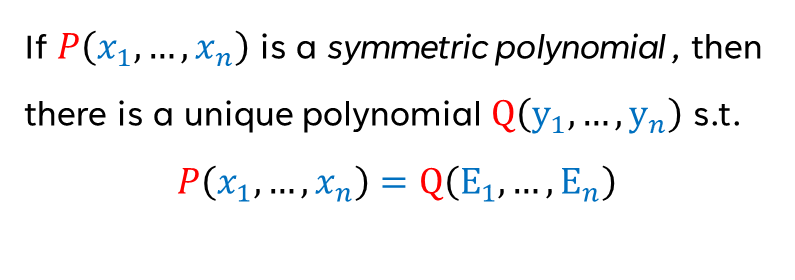 If P(x₁, ..., xₙ) is a symmetric polynomial, then
there is a unique polynomial Q(y₁, ..., yₙ) s.t.
P(x₁, ..., xₙ) = Q(E₁, ..., Eₙ)